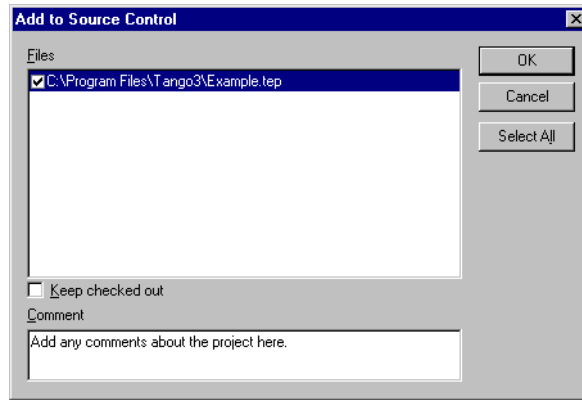 Add to Source Control
Files
C:\Program Files\Tango3\Example.tep
OK
Cancel
Select All
Keep checked out
Comment
Add any comments about the project here.